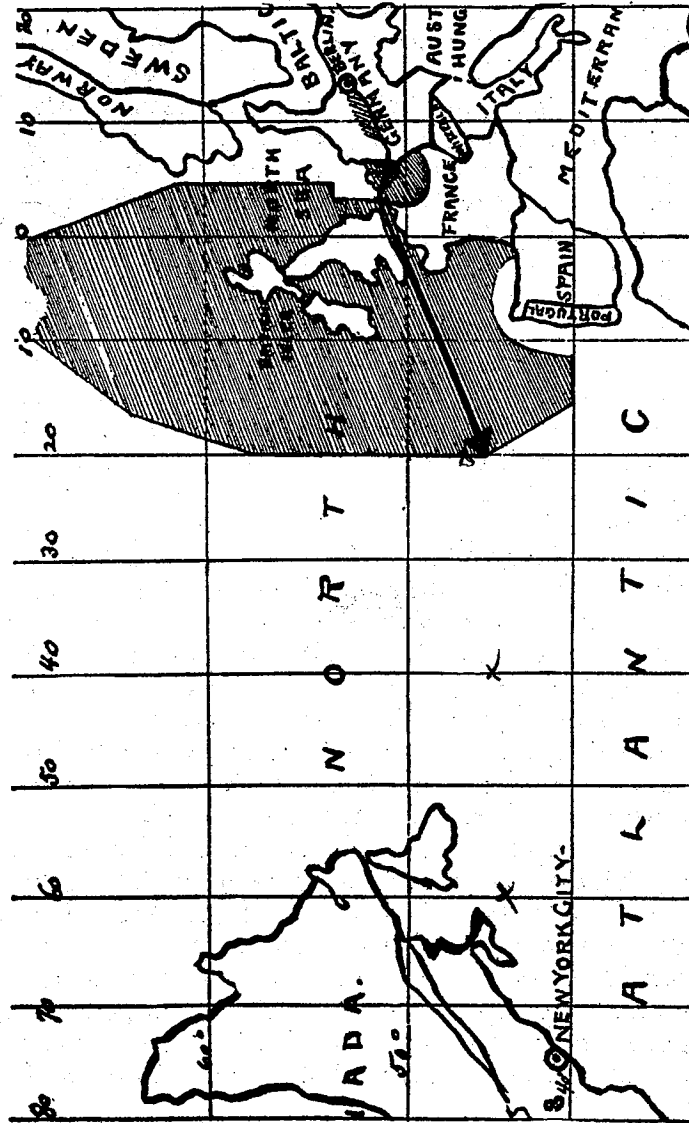 80 70 60 50 40 30 20 10 0 10 20
NORWAY
SWEDEN
60°
BALTIC
NORTH
SEA
BERLIN.
GERMANY
NORTH
ADA.
50°
AUST
HUNG
FRANCE
ITALY
SPAIN
PORTUGAL
NEW YORK CITY-
MEDITERRAN
ATLANTIC